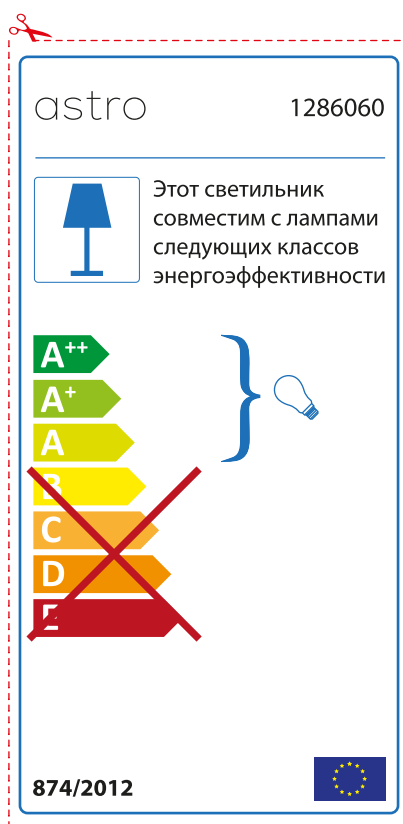 astro
1286060
Этот светильник
совместим с лампами
следующих классов
энергоэффективности
A++
A+
A
B
C
D
E
874/2012